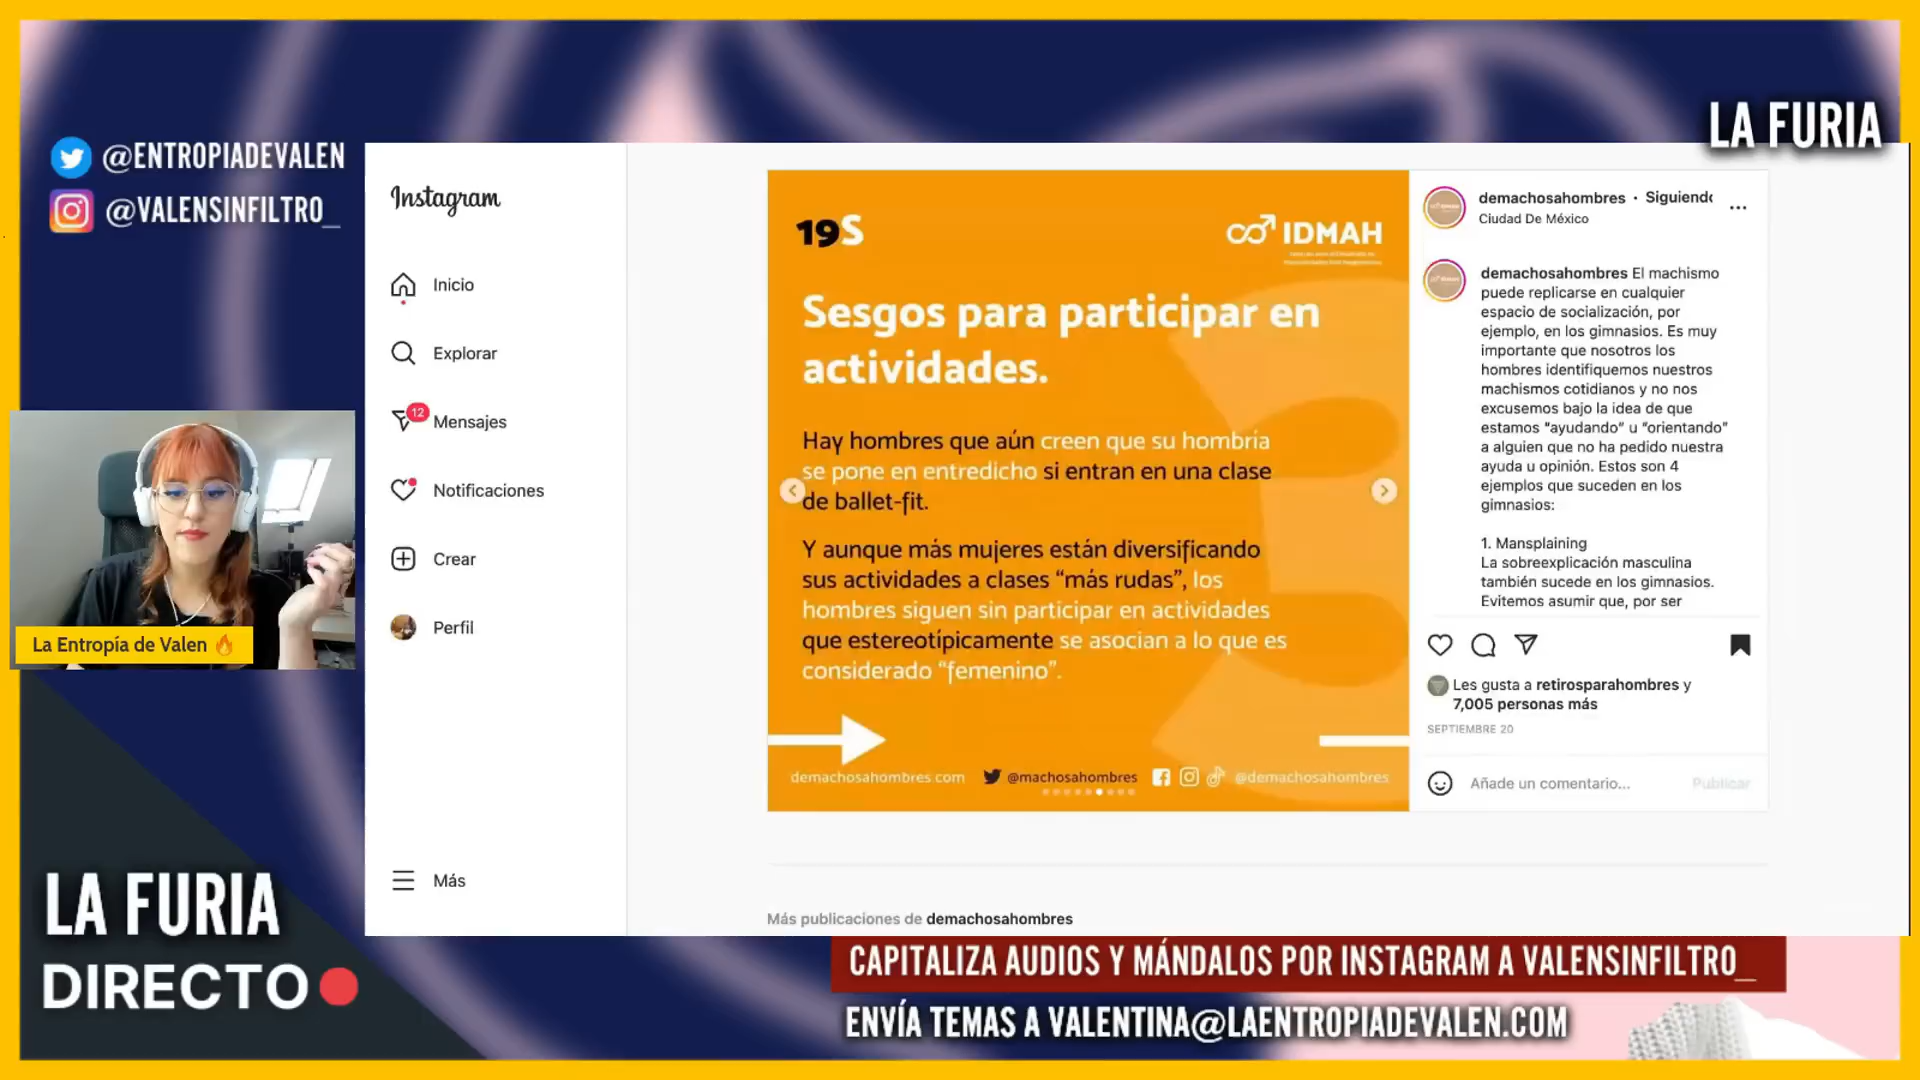 LA FURIA
@ENTROPIADEVALEN
@VALENSINFILTRO_
La Entropía de Valen
LA FURIA
DIRECTO
Instagram
Inicio
Explorar
12
Mensajes
Notificaciones
Crear
Perfil
Más
19S
IDMAH
Sesgos para participar en
actividades.
Hay hombres que aún creen que su hombría
se pone en entredicho si entran en una clase
de ballet-fit.
Y aunque más mujeres están diversificando
sus actividades a clases “más rudas”, los
hombres siguen sin participar en actividades
que estereotípicamente se asocian a lo que es
considerado “femenino”.
demachosahombres.com @machosahombres @demachosahombres
demachosahombres • Siguiendo
Ciudad De México
demachosahombres El machismo
puede replicarse en cualquier
espacio de socialización, por
ejemplo, en los gimnasios. Es muy
importante que nosotros los
hombres identifiquemos nuestros
machismos cotidianos y no nos
excusemos bajo la idea de que
estamos “ayudando” u “orientando”
a alguien que no ha pedido nuestra
ayuda u opinión. Estos son 4
ejemplos que suceden en los
gimnasios:
1. Mansplaining
La sobreexplicación masculina
también sucede en los gimnasios.
Evitemos asumir que, por ser
Les gusta a retirosparahombres y
7,005 personas más
SEPTIEMBRE 20
Añade un comentario...
Publicar
Más publicaciones de demachosahombres
CAPITALIZA AUDIOS Y MÁNDALOS POR INSTAGRAM A VALENSINFILTRO_
ENVÍA TEMAS A VALENTINA@LAENTROPIADEVALEN.COM